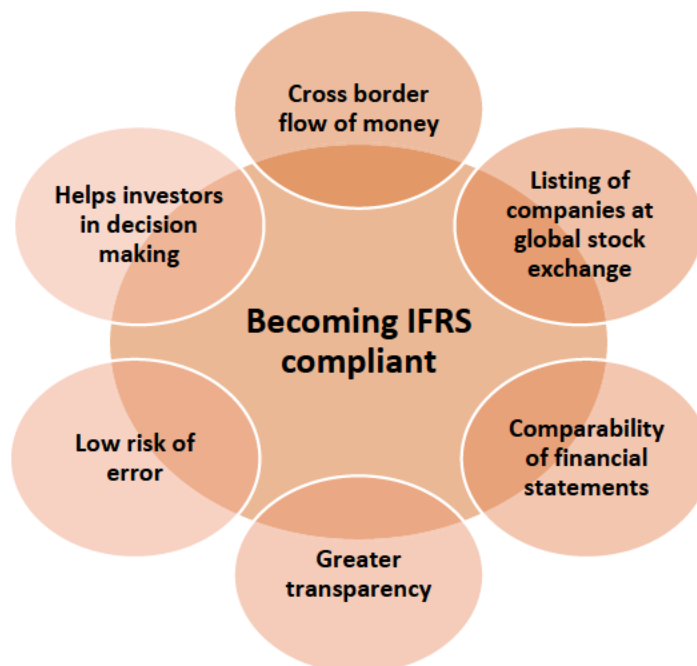 Cross border
flow of money
Listing of
companies at
global stock
exchange
Helps investors
in decision
making
Becoming IFRS
compliant
Comparability
of financial
statements
Low risk of
error
Greater
transparency